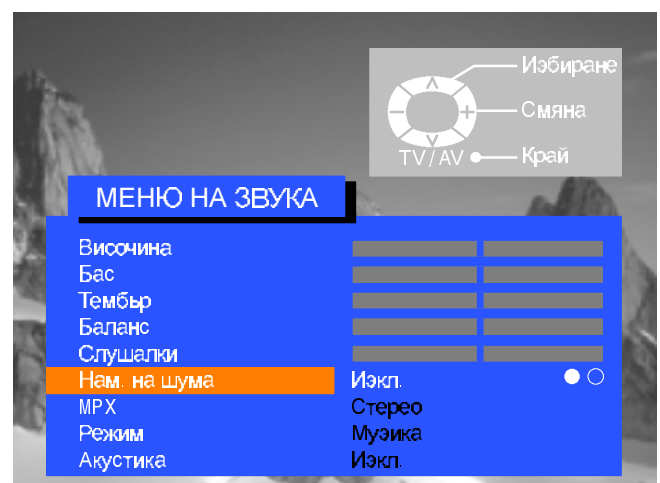 Избиране
Смяна
TV/AV Край
МЕНЮ НА ЗВУКА
Височина
Бас
Тембър
Баланс
Слушалки
Нам. на шума Изкл.
MPX Стерео
Режим Музика
Акустика Изкл.